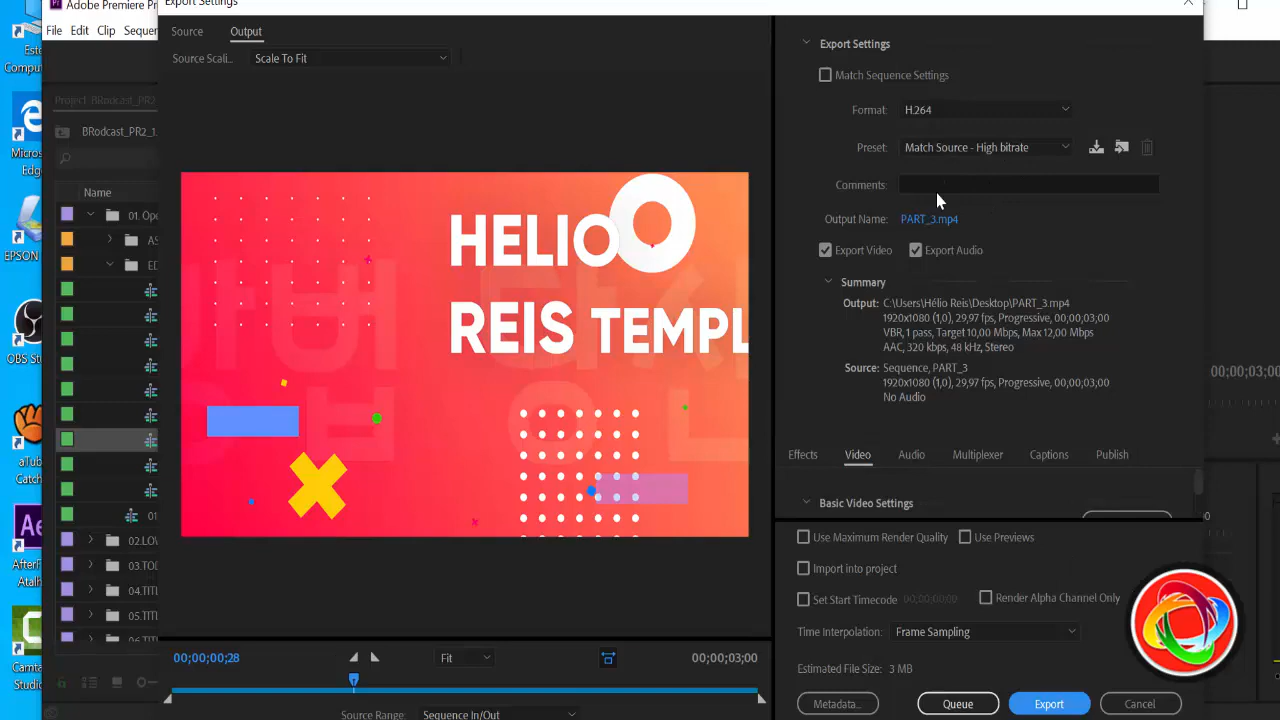 Adobe Premiere Pr
Export Settings
File Edit Clip Sequen
Source Output
Source Scali... Scale To Fit
Export Settings
Match Sequence Settings
Format: H.264
Preset: Match Source - High bitrate
Comments:
Output Name: PART_3.mp4
Export Video Export Audio
Summary
Output: C:\Users\Hélio Reis\Desktop\PART_3.mp4
1920x1080 (1,0), 29,97 fps, Progressive, 00;00;03;00
VBR, 1 pass, Target 10,00 Mbps, Max 12,00 Mbps
AAC, 320 kbps, 48 kHz, Stereo
Source: Sequence, PART_3
1920x1080 (1,0), 29,97 fps, Progressive, 00;00;03;00
No Audio
Effects Video Audio Multiplexer Captions Publish
Basic Video Settings
Use Maximum Render Quality Use Previews
Import into project
Set Start Timecode 00;00;00;00 Render Alpha Channel Only
Time Interpolation: Frame Sampling
Estimated File Size: 3 MB
Metadata... Queue Export Cancel
Project: BRodcast_PR2_1
BRodcast_PR2_1.
Name
01. Ope
AS
ED
01
02.LOV
03.TOD
04.TITL
05.TITL
HELIO
REIS TEMPL
00;00;00;28 Fit 00;00;03;00
Source Range: Sequence In/Out
00;00;03;00
Este
Comput
Micros
Edg
EPSON
OBS Stu
aTub
Catch
AfterF
Atalh
Camta
Studio